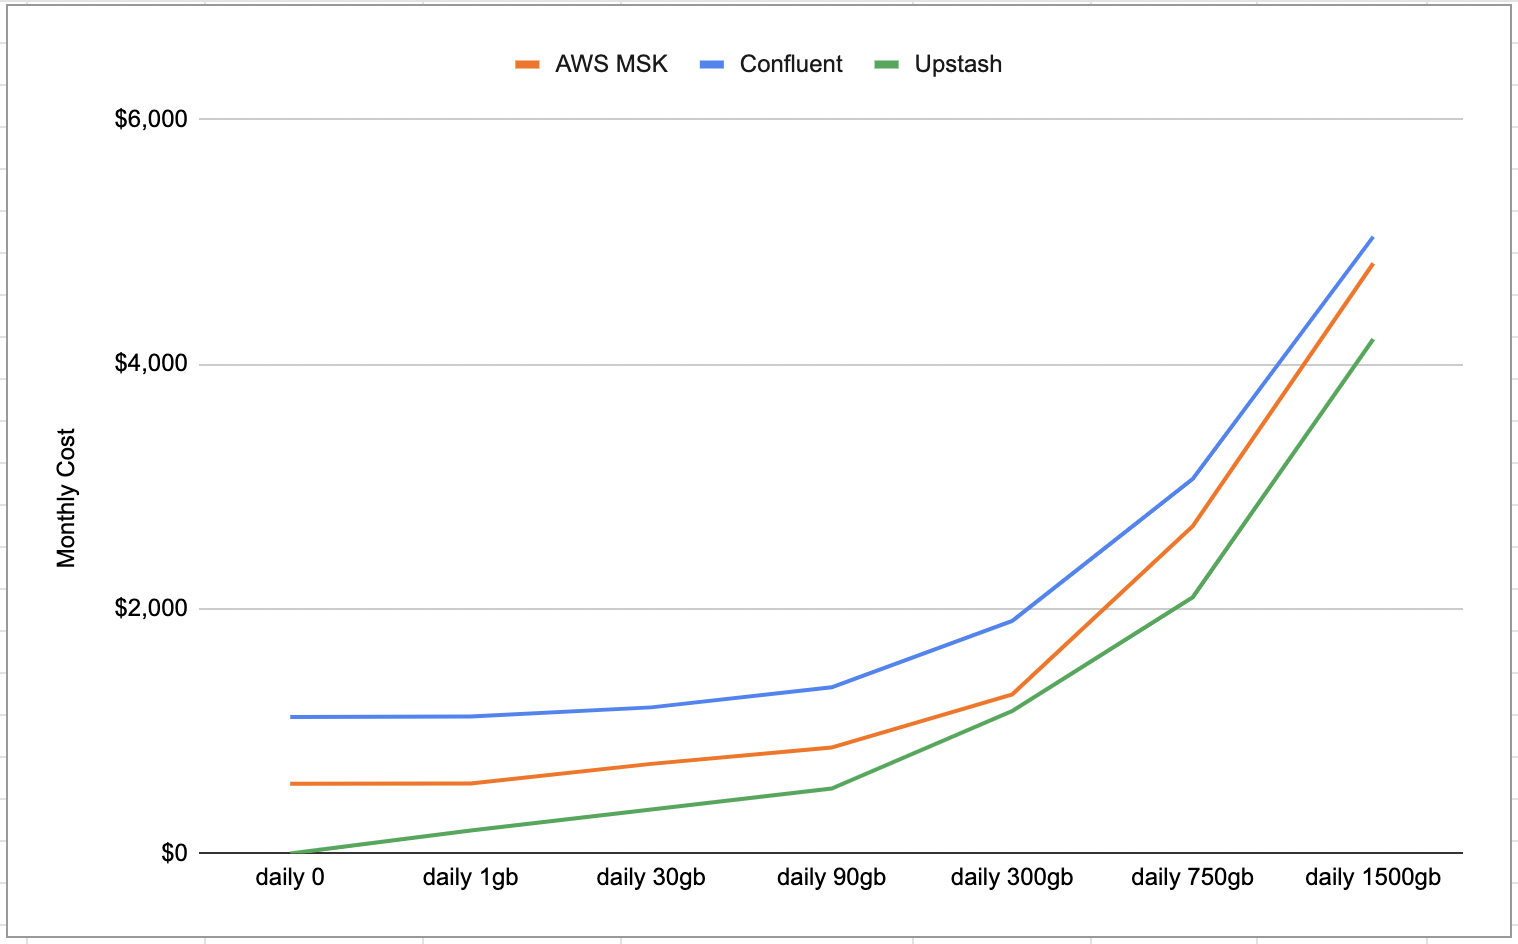 AWS MSK Confluent Upstash
$6,000
$4,000
$2,000
$0
Monthly Cost
daily 0 daily 1gb daily 30gb daily 90gb daily 300gb daily 750gb daily 1500gb